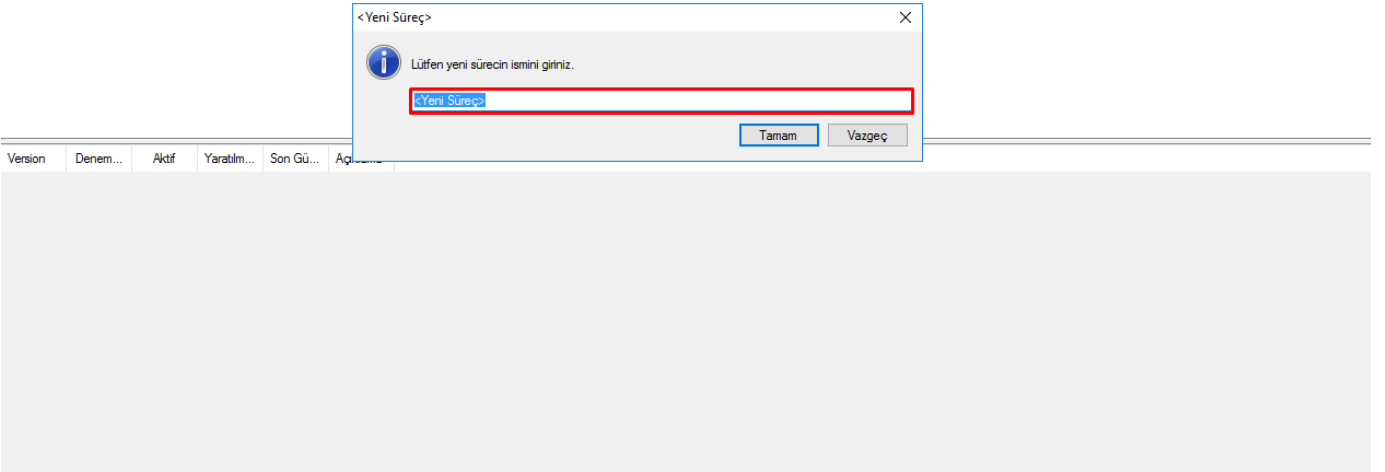 <Yeni Süreç>
Lütfen yeni sürecin ismini giriniz.
<Yeni Süreç>
Tamam Vazgeç
Version Denem... Aktif Yaratılm... Son Gü...